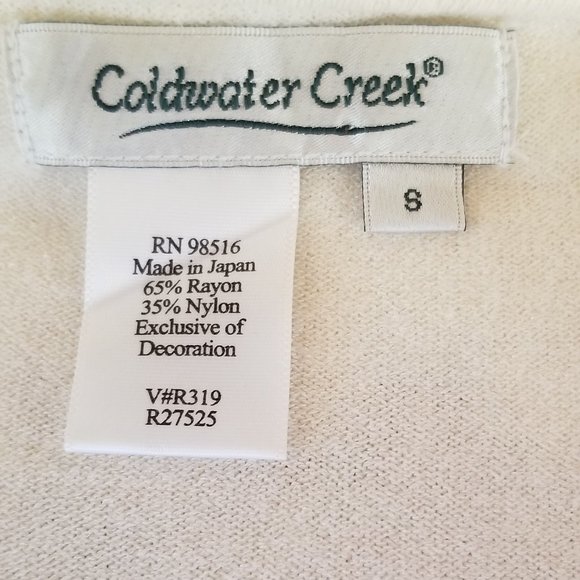 Coldwater Creek®
S
RN 98516
Made in Japan
65% Rayon
35% Nylon
Exclusive of
Decoration
V#R319
R27525